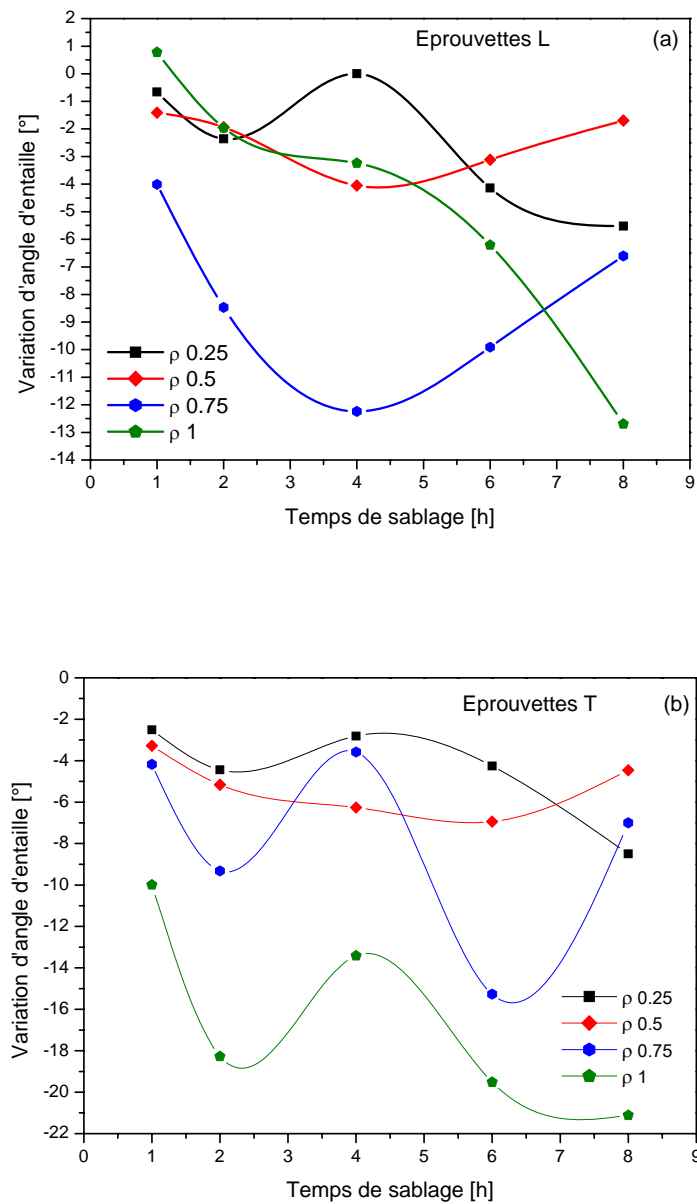 2
1
0
-1
-2
-3
-4
-5
-6
-7
-8
-9
-10
-11
-12
-13
-14
Variation d'angle d'entaille [°]
Eprouvettes L (a)
ρ 0.25
ρ 0.5
ρ 0.75
ρ 1
0 1 2 3 4 5 6 7 8 9
Temps de sablage [h]
0
-2
-4
-6
-8
-10
-12
-14
-16
-18
-20
-22
Variation d'angle d'entaille [°]
Eprouvettes T (b)
ρ 0.25
ρ 0.5
ρ 0.75
ρ 1
0 1 2 3 4 5 6 7 8 9
Temps de sablage [h]